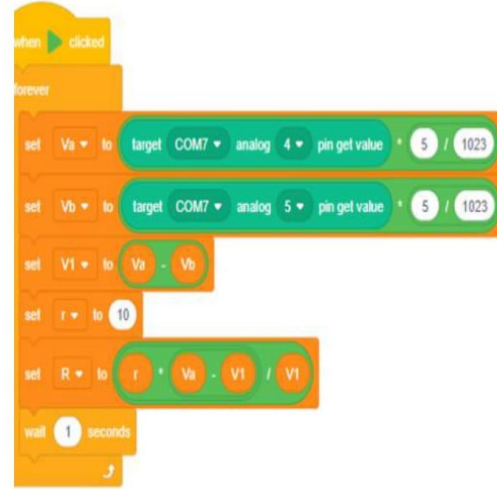 when clicked
forever
set Va to target COM7 analog 4 pin get value * 5 / 1023
set Vb to target COM7 analog 5 pin get value * 5 / 1023
set V1 to Va - Vb
set r to 10
set R to r * Va - V1 / V1
wait 1 seconds